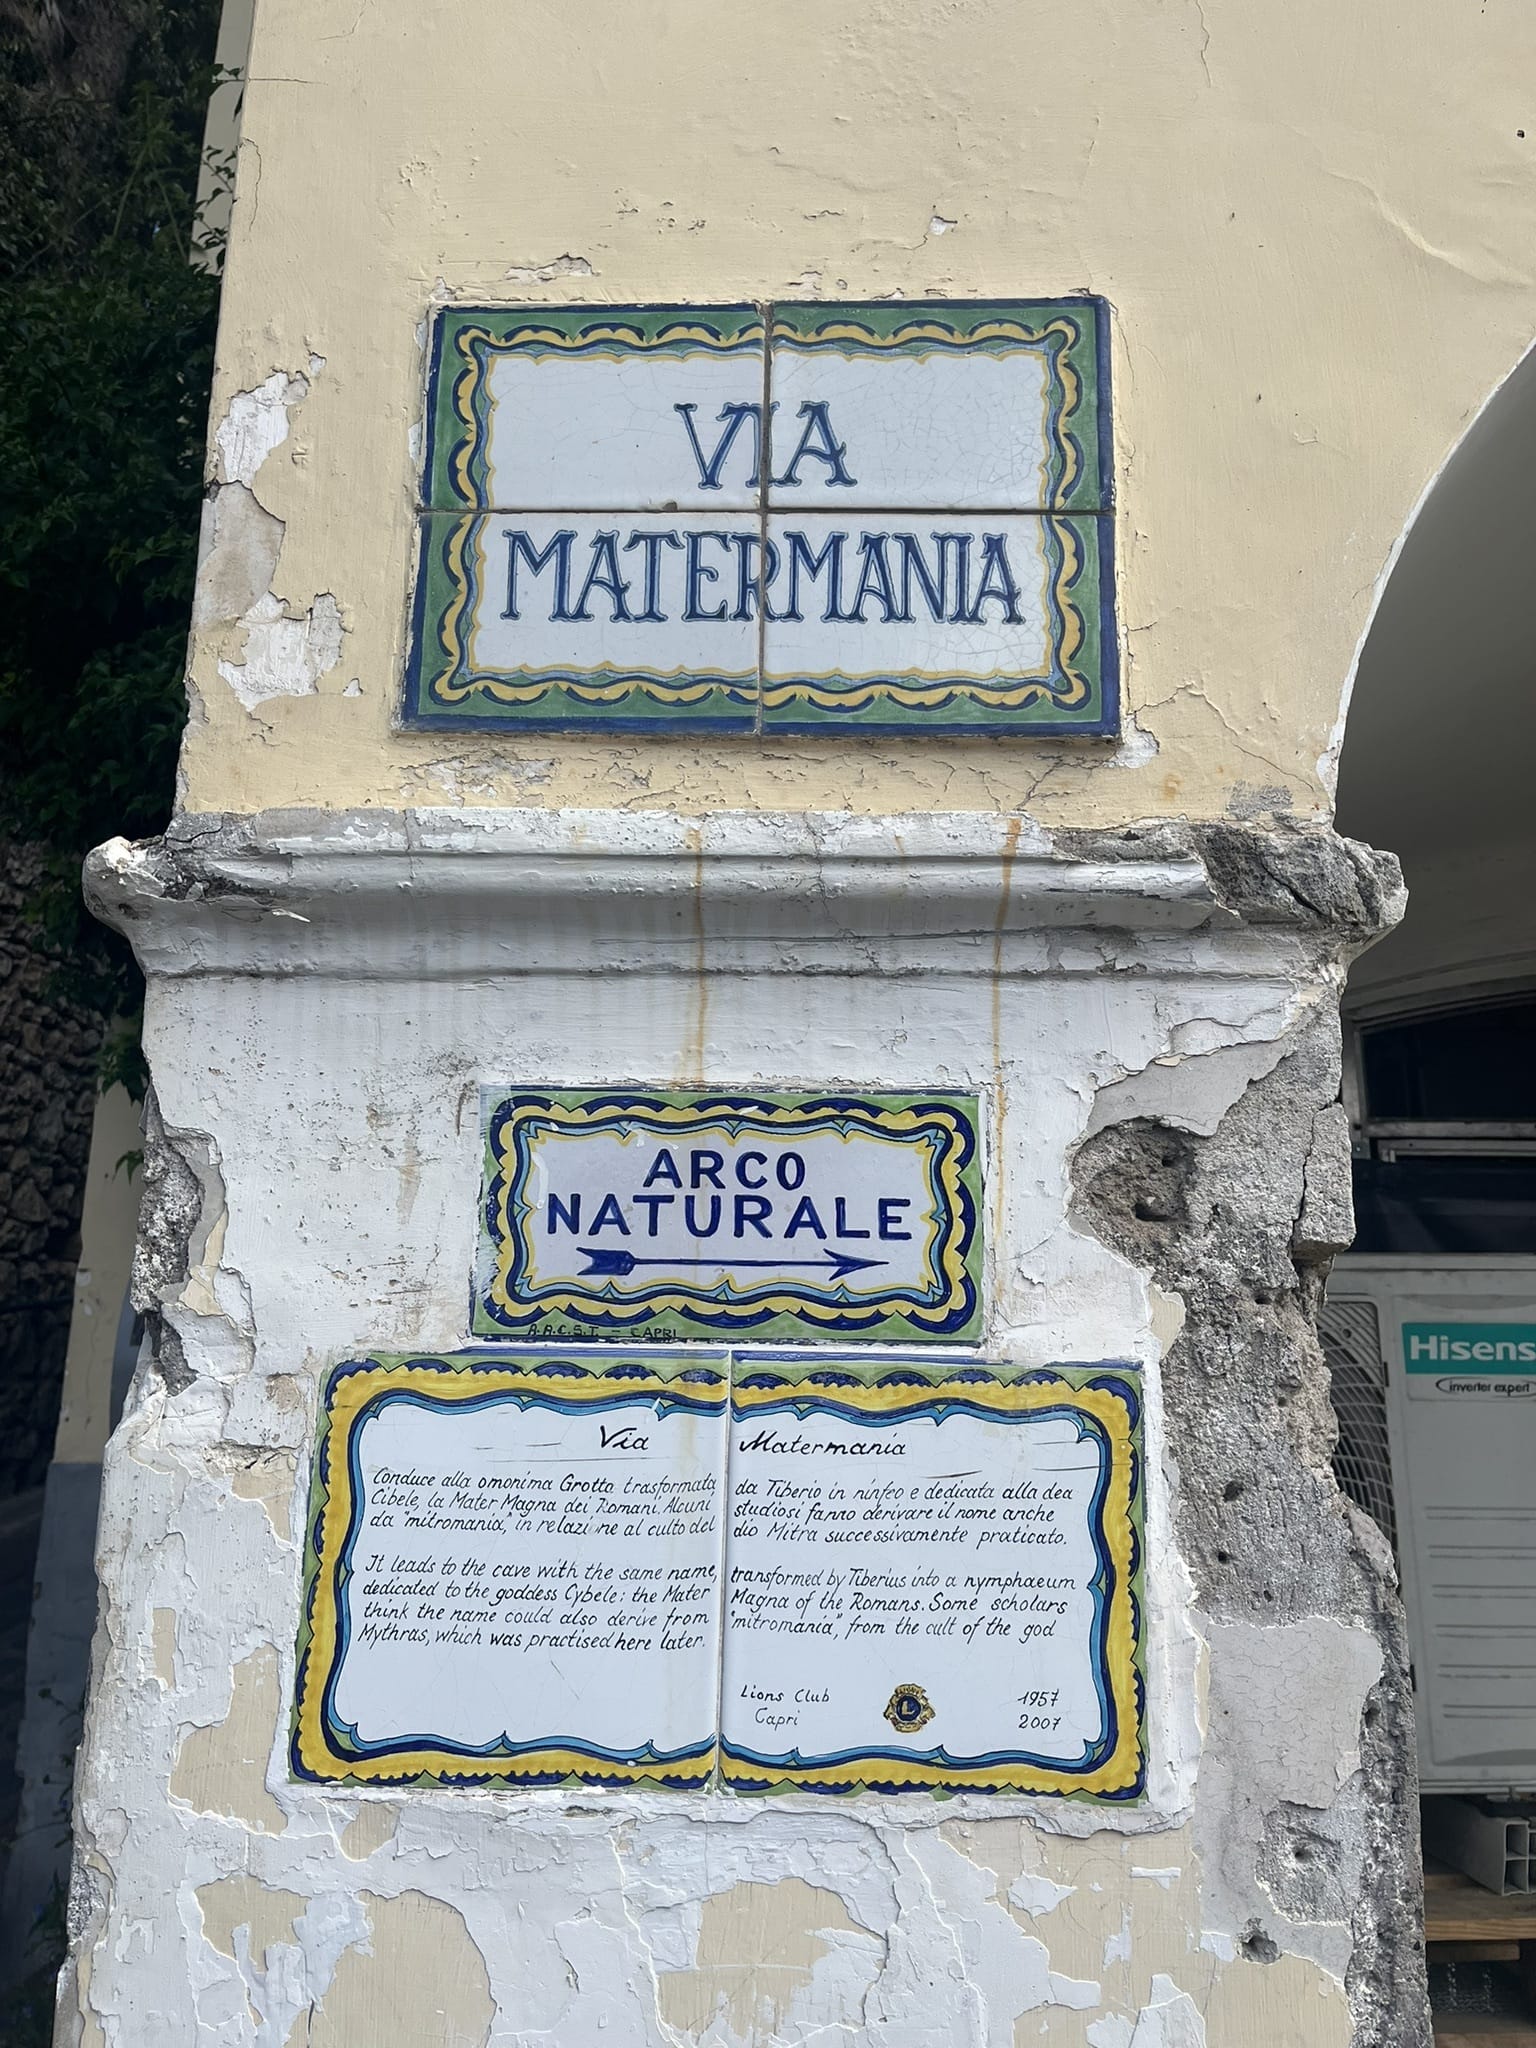 VIA
MATERMANIA
ARCO
NATURALE
A.A.C.S.T. - CAPRI
Via Matermania
Conduce alla omonima Grotta trasformata da Tiberio in ninfeo e dedicata alla dea
Cibele, la Mater Magna dei Romani. Alcuni studiosi fanno derivare il nome anche
da "mitromania", in relazione al culto del dio Mitra successivamente praticato.
It leads to the cave with the same name, transformed by Tiberius into a nymphaeum
dedicated to the goddess Cybele: the Mater Magna of the Romans. Some scholars
think the name could also derive from "mitromania", from the cult of the god
Mythras, which was practised here later.
Lions Club 1957
Capri 2007
L
Hisens
inverter expert